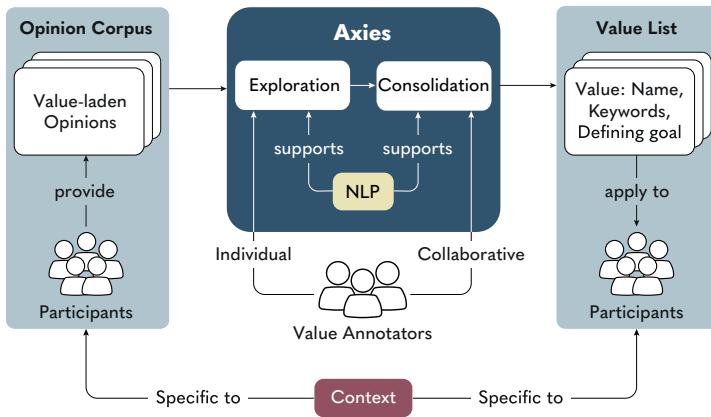 Opinion Corpus
Value-laden
Opinions
provide
Participants
Axies
Exploration
Consolidation
supports
supports
NLP
Individual
Collaborative
Value Annotators
Value List
Value: Name,
Keywords,
Defining goal
apply to
Participants
Specific to
Context
Specific to